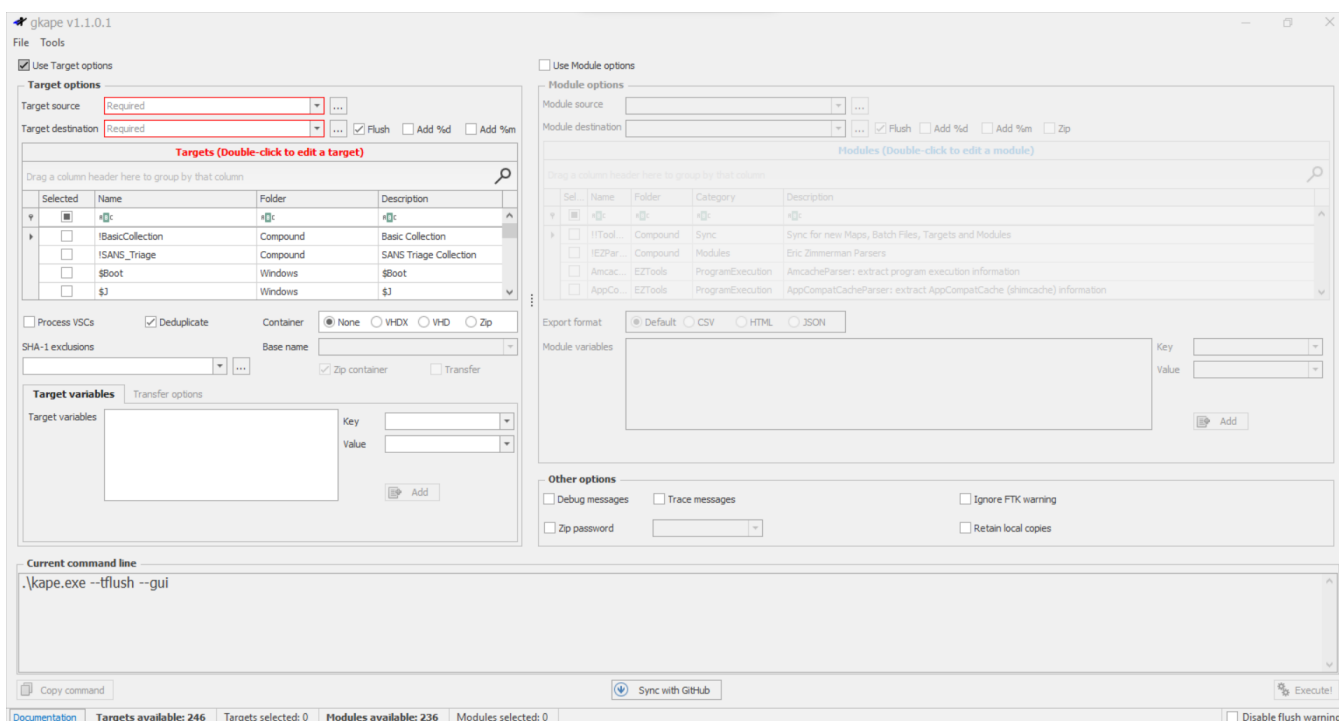 gkape v1.1.0.1
File Tools
Use Target options
Target options
Target source Required ...
Target destination Required ... Flush Add %d Add %m
Targets (Double-click to edit a target)
Drag a column header here to group by that column
Selected Name Folder Description
!BasicCollection Compound Basic Collection
!SANS_Triage Compound SANS Triage Collection
$Boot Windows $Boot
$J Windows $J
Process VSCs Deduplicate Container None VHDX VHD Zip
SHA-1 exclusions Base name
... Zip container Transfer
Target variables Transfer options
Target variables Key
Value
Add
Use Module options
Module options
Module source ...
Module destination ... Flush Add %d Add %m Zip
Modules (Double-click to edit a module)
Drag a column header here to group by that column
Sel... Name Folder Category Description
!!Tool... Compound Sync Sync for new Maps, Batch Files, Targets and Modules
!EZPar... Compound Modules Eric Zimmerman Parsers
Amcac... EZTools ProgramExecution AmcacheParser: extract program execution information
AppCo... EZTools ProgramExecution AppCompatCacheParser: extract AppCompatCache (shimcache) information
Export format Default CSV HTML JSON
Module variables Key
Value
Add
Other options
Debug messages Trace messages Ignore FTK warning
Zip password Retain local copies
Current command line
.\kape.exe --tflush --gui
Copy command Sync with GitHub Execute!
Documentation Targets available: 246 Targets selected: 0 Modules available: 236 Modules selected: 0 Disable flush warning